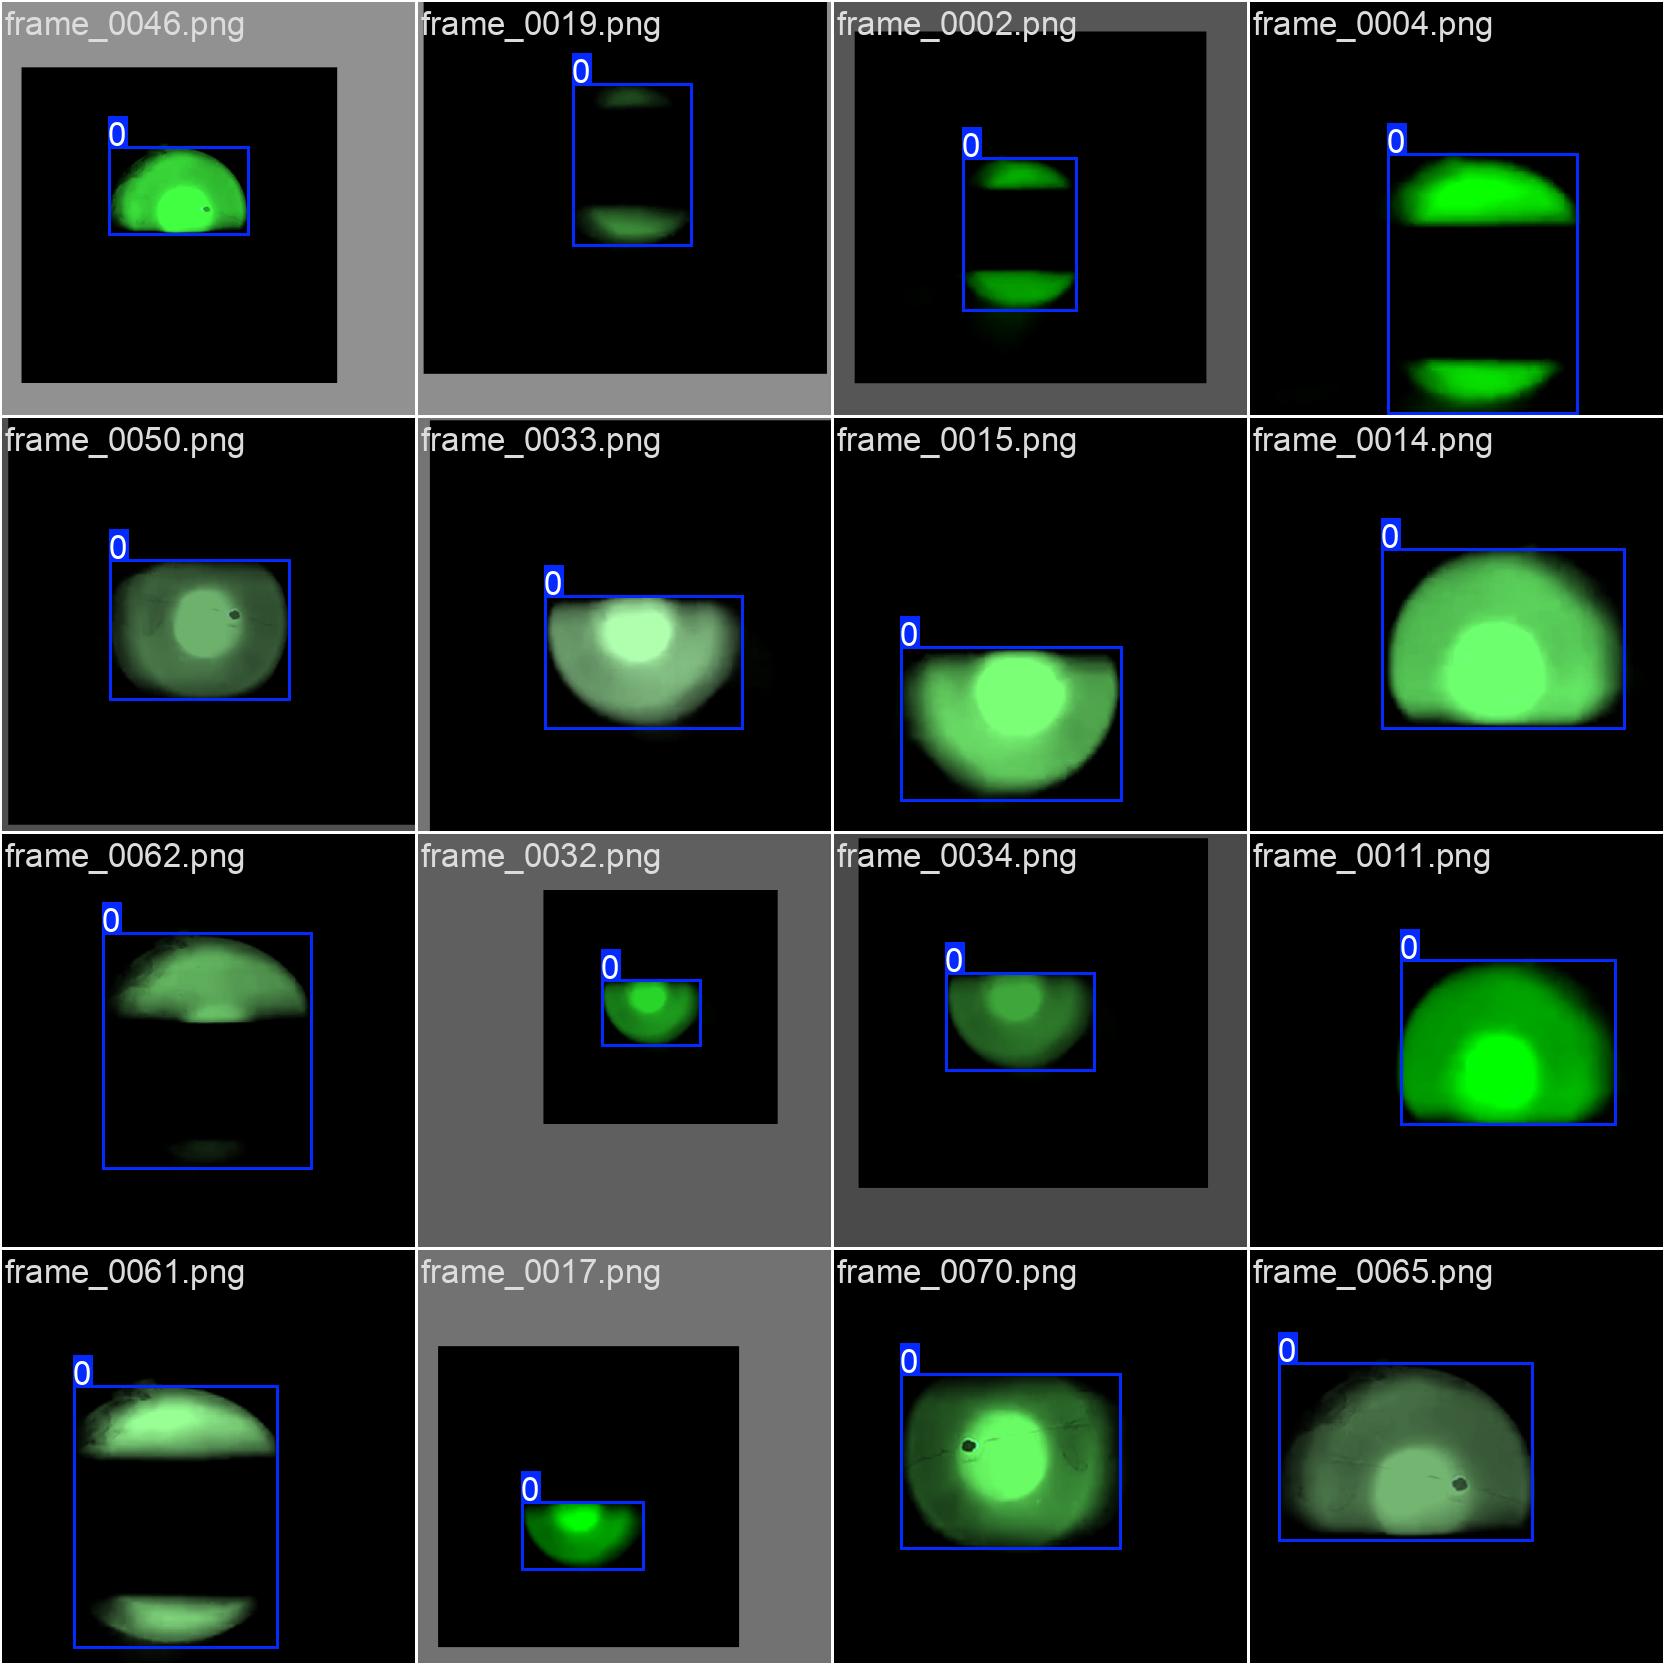 frame_0046.png
frame_0019.png
frame_0002.png
frame_0004.png
0
0
0
0
frame_0050.png
frame_0033.png
frame_0015.png
frame_0014.png
0
0
0
0
frame_0062.png
frame_0032.png
frame_0034.png
frame_0011.png
0
0
0
0
frame_0061.png
frame_0017.png
frame_0070.png
frame_0065.png
0
0
0
0